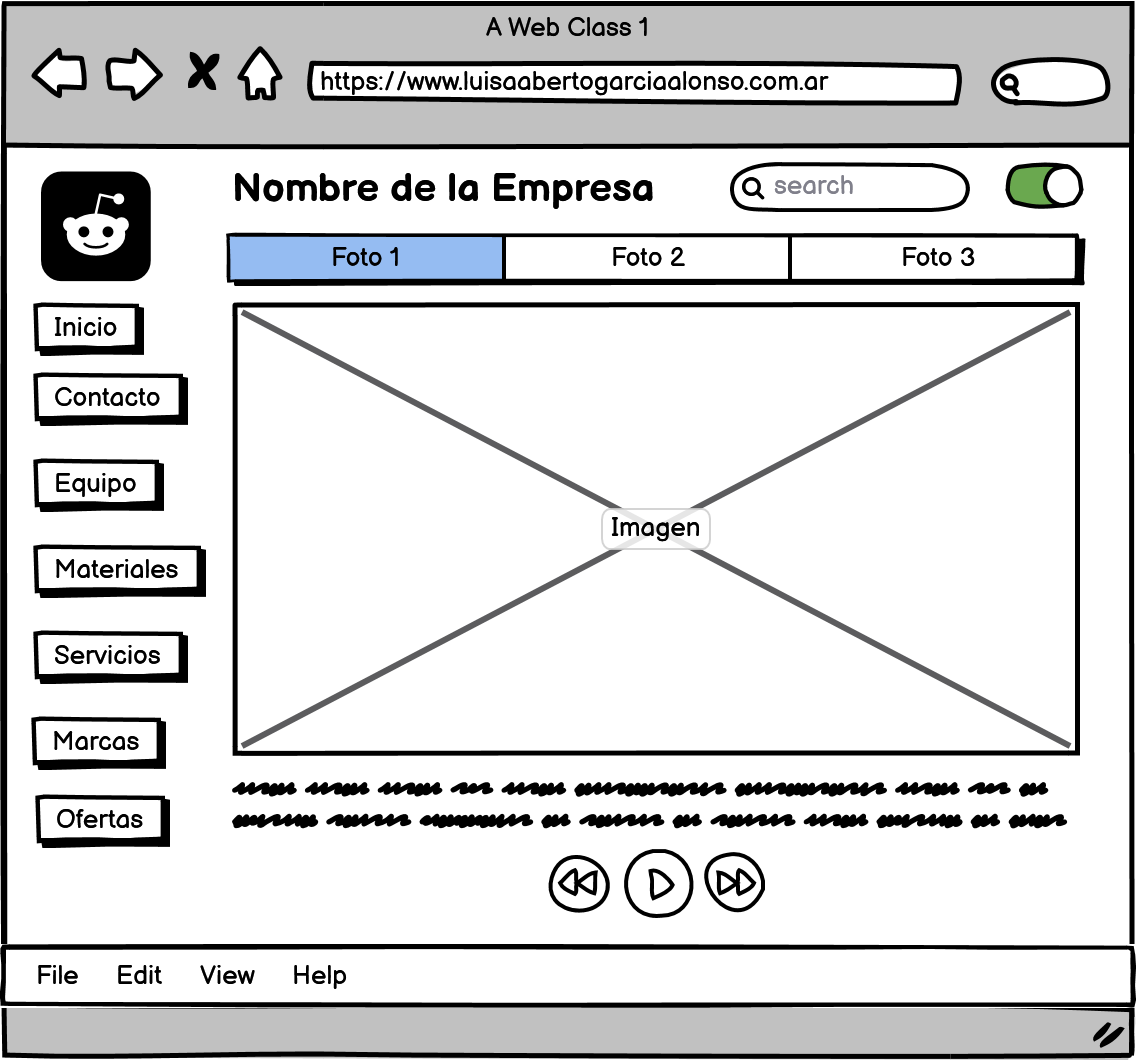 A Web Class 1
https://www.luisaabertogarciaalonso.com.ar
Nombre de la Empresa
search
Foto 1 Foto 2 Foto 3
Inicio
Contacto
Equipo
Imagen
Materiales
Servicios
Marcas
Ofertas
File Edit View Help